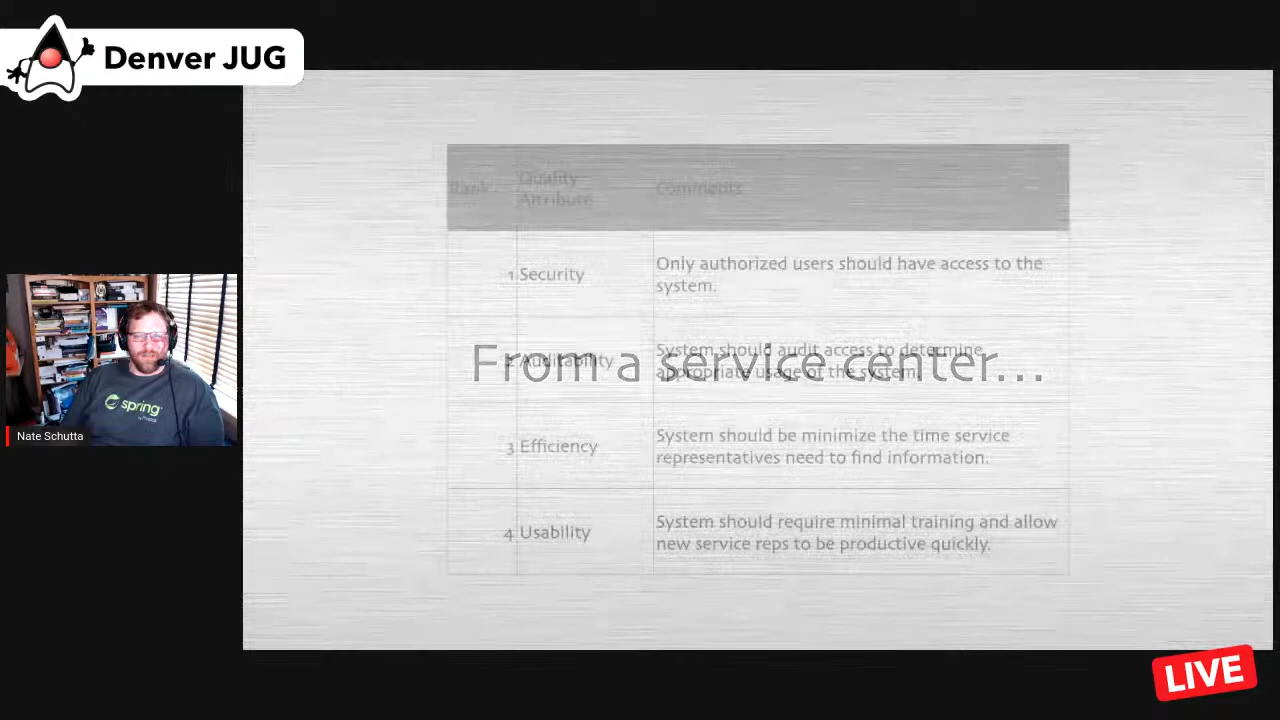 Denver JUG
Rank
Quality
Attribute
Comments
1 Security
Only authorized users should have access to the
system.
2 Auditability
System should audit access to determine
appropriate usage of the system.
From a service center...
3 Efficiency
System should be minimize the time service
representatives need to find information.
4 Usability
System should require minimal training and allow
new service reps to be productive quickly.
spring
Nate Schutta
LIVE